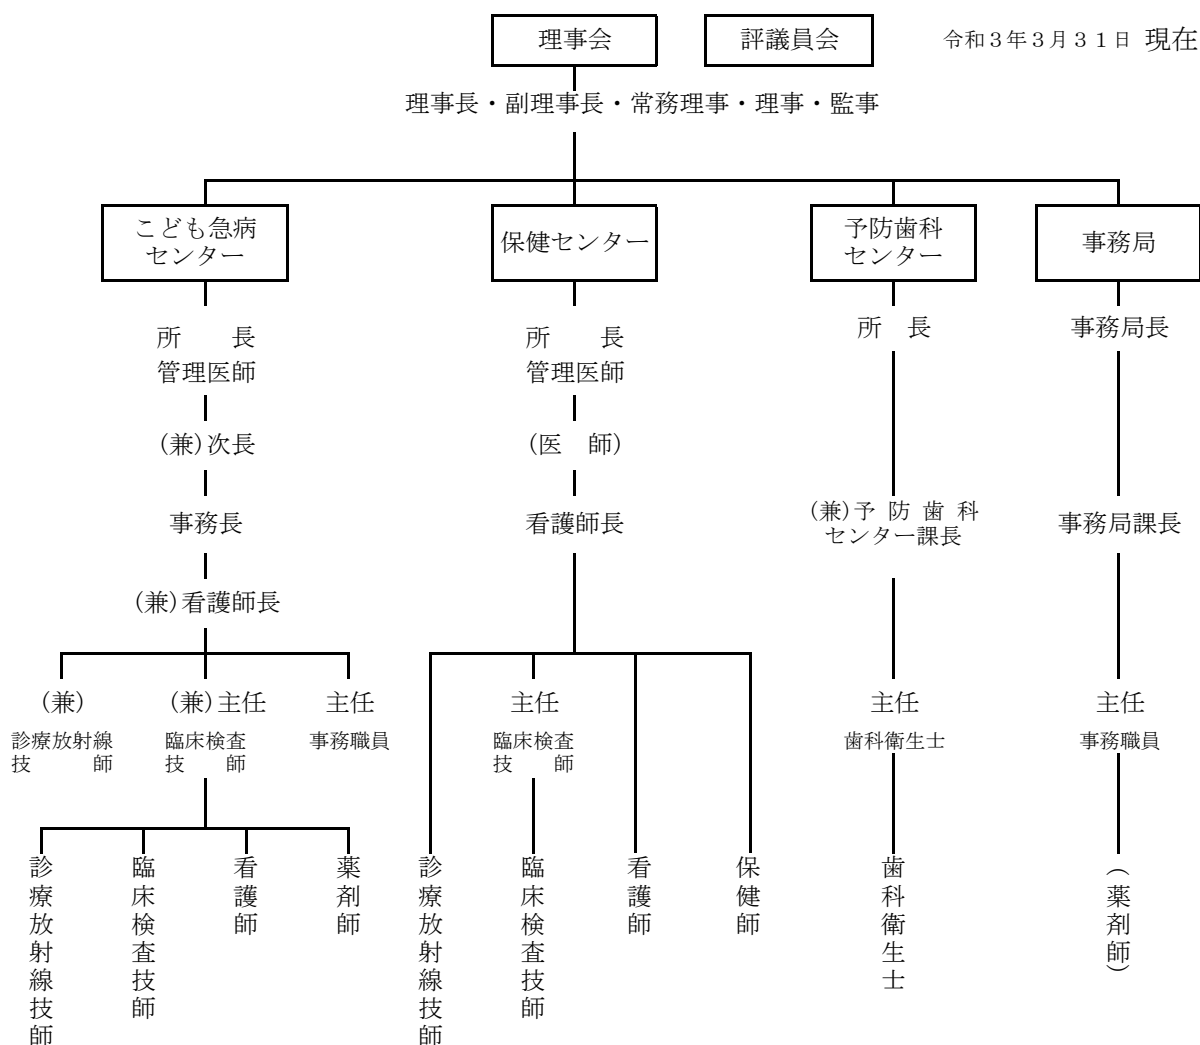 理事会
評議員会
令和３年３月３１日 現在
理事長・副理事長・常務理事・理事・監事
こども急病
センター
保健センター
予防歯科
センター
事務局
所　　長
管理医師
(兼)次長
事務長
(兼)看護師長
(兼)
診療放射線
技　　　師
(兼)主任
臨床検査
技　　師
主任
事務職員
診療放射線技師
臨床検査技師
看護師
薬剤師
所　　長
管理医師
(医　師)
看護師長
主任
臨床検査
技　　師
診療放射線技師
臨床検査技師
看護師
保健師
所　長
(兼)予 防 歯 科
センター課長
主任
歯科衛生士
歯科衛生士
事務局長
事務局課長
主任
事務職員
(薬剤師)